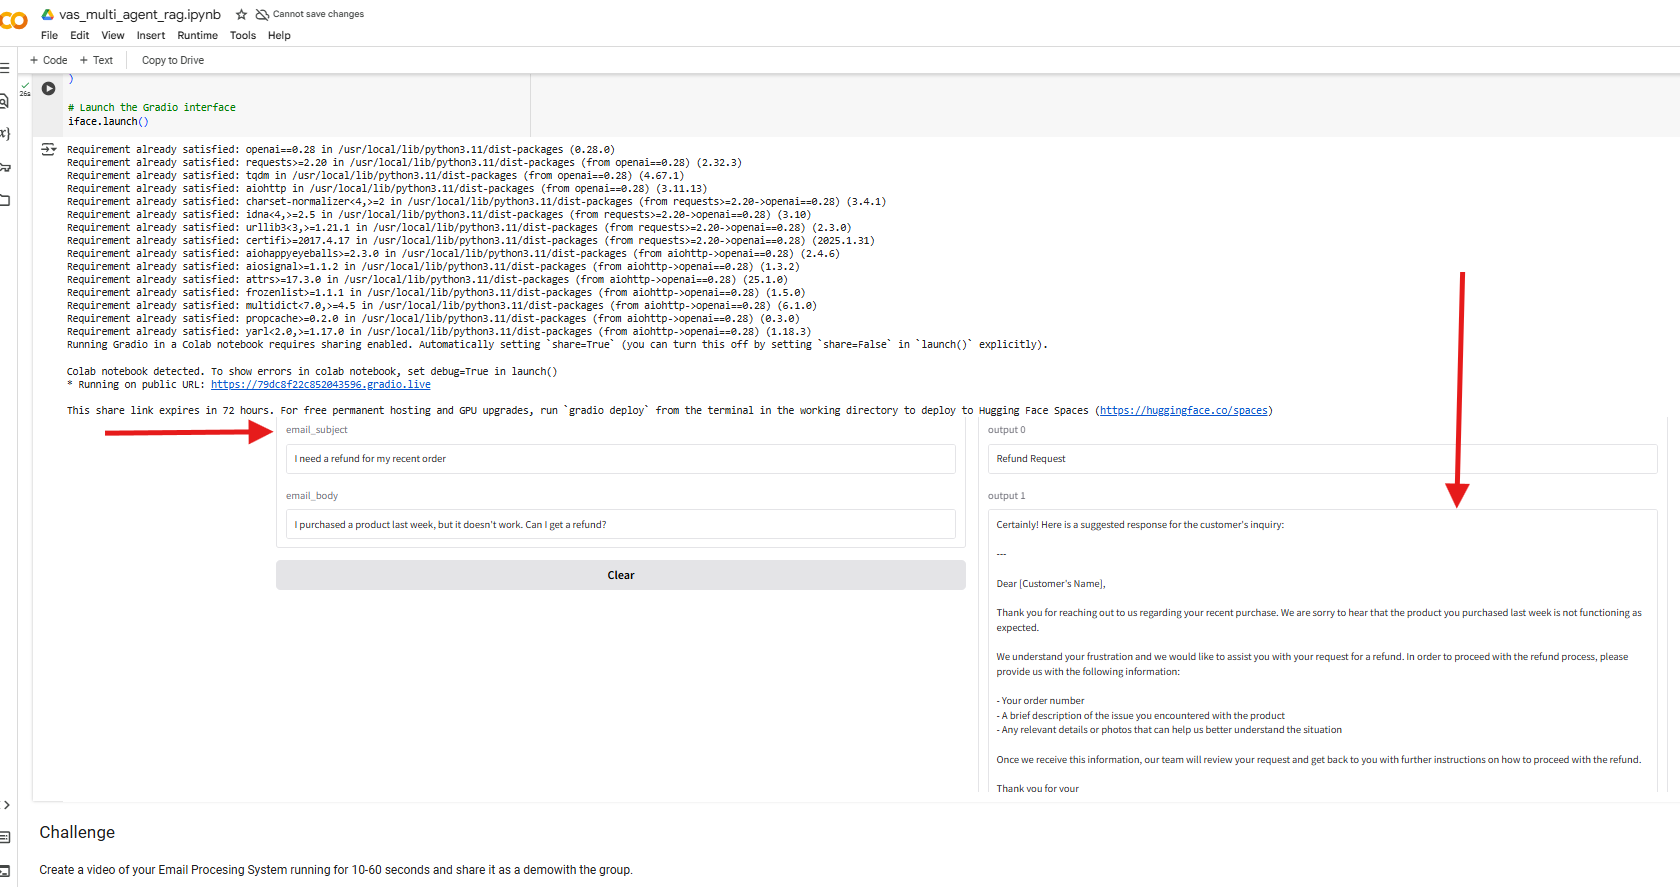 vas_multi_agent_rag.ipynb Cannot save changes
File Edit View Insert Runtime Tools Help
+ Code + Text Copy to Drive
)
26s
# Launch the Gradio interface
iface.launch()
Requirement already satisfied: openai==0.28 in /usr/local/lib/python3.11/dist-packages (0.28.0)
Requirement already satisfied: requests>=2.20 in /usr/local/lib/python3.11/dist-packages (from openai==0.28) (2.32.3)
Requirement already satisfied: tqdm in /usr/local/lib/python3.11/dist-packages (from openai==0.28) (4.67.1)
Requirement already satisfied: aiohttp in /usr/local/lib/python3.11/dist-packages (from openai==0.28) (3.11.13)
Requirement already satisfied: charset-normalizer<4,>=2 in /usr/local/lib/python3.11/dist-packages (from requests>=2.20->openai==0.28) (3.4.1)
Requirement already satisfied: idna<4,>=2.5 in /usr/local/lib/python3.11/dist-packages (from requests>=2.20->openai==0.28) (3.10)
Requirement already satisfied: urllib3<3,>=1.21.1 in /usr/local/lib/python3.11/dist-packages (from requests>=2.20->openai==0.28) (2.3.0)
Requirement already satisfied: certifi>=2017.4.17 in /usr/local/lib/python3.11/dist-packages (from requests>=2.20->openai==0.28) (2025.1.31)
Requirement already satisfied: aiohappyeyeballs>=2.3.0 in /usr/local/lib/python3.11/dist-packages (from aiohttp->openai==0.28) (2.4.6)
Requirement already satisfied: aiosignal>=1.1.2 in /usr/local/lib/python3.11/dist-packages (from aiohttp->openai==0.28) (1.3.2)
Requirement already satisfied: attrs>=17.3.0 in /usr/local/lib/python3.11/dist-packages (from aiohttp->openai==0.28) (25.1.0)
Requirement already satisfied: frozenlist>=1.1.1 in /usr/local/lib/python3.11/dist-packages (from aiohttp->openai==0.28) (1.5.0)
Requirement already satisfied: multidict<7.0,>=4.5 in /usr/local/lib/python3.11/dist-packages (from aiohttp->openai==0.28) (6.1.0)
Requirement already satisfied: propcache>=0.2.0 in /usr/local/lib/python3.11/dist-packages (from aiohttp->openai==0.28) (0.3.0)
Requirement already satisfied: yarl<2.0,>=1.17.0 in /usr/local/lib/python3.11/dist-packages (from aiohttp->openai==0.28) (1.18.3)
Running Gradio in a Colab notebook requires sharing enabled. Automatically setting `share=True` (you can turn this off by setting `share=False` in `launch()` explicitly).
Colab notebook detected. To show errors in colab notebook, set debug=True in launch()
* Running on public URL: https://79dc8f22c852043596.gradio.live
This share link expires in 72 hours. For free permanent hosting and GPU upgrades, run `gradio deploy` from the terminal in the working directory to deploy to Hugging Face Spaces (https://huggingface.co/spaces)
email_subject
I need a refund for my recent order
email_body
I purchased a product last week, but it doesn't work. Can I get a refund?
Clear
output 0
Refund Request
output 1
Certainly! Here is a suggested response for the customer's inquiry:
---
Dear [Customer's Name],
Thank you for reaching out to us regarding your recent purchase. We are sorry to hear that the product you purchased last week is not functioning as
expected.
We understand your frustration and we would like to assist you with your request for a refund. In order to proceed with the refund process, please
provide us with the following information:
- Your order number
- A brief description of the issue you encountered with the product
- Any relevant details or photos that can help us better understand the situation
Once we receive this information, our team will review your request and get back to you with further instructions on how to proceed with the refund.
Thank you for your
Challenge
Create a video of your Email Procesing System running for 10-60 seconds and share it as a demowith the group.